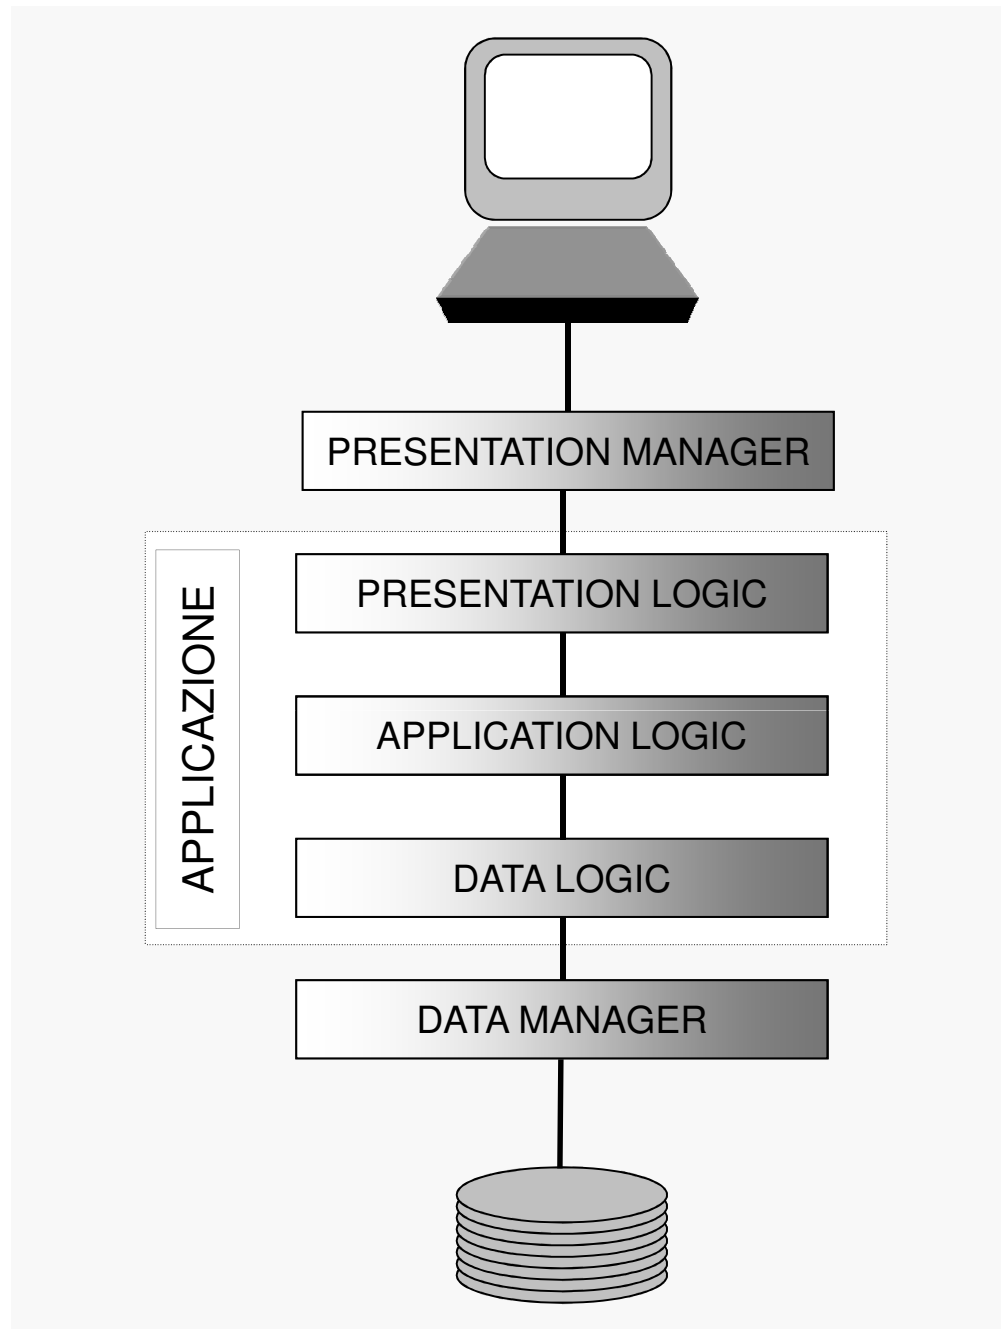 PRESENTATION MANAGER
APPLICAZIONE
PRESENTATION LOGIC
APPLICATION LOGIC
DATA LOGIC
DATA MANAGER